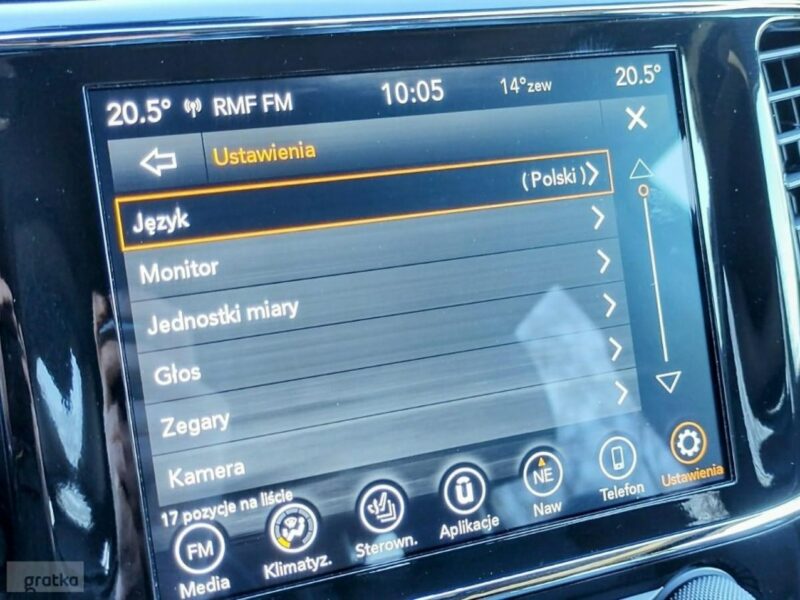 20.5° RMF FM 10:05 14°zew 20.5°
Ustawienia
Język (Polski)
Monitor
Jednostki miary
Głos
Zegary
Kamera
17 pozycje na liście
FM NE
Media Klimatyz. Sterown. Aplikacje Naw Telefon Ustawienia
gratka